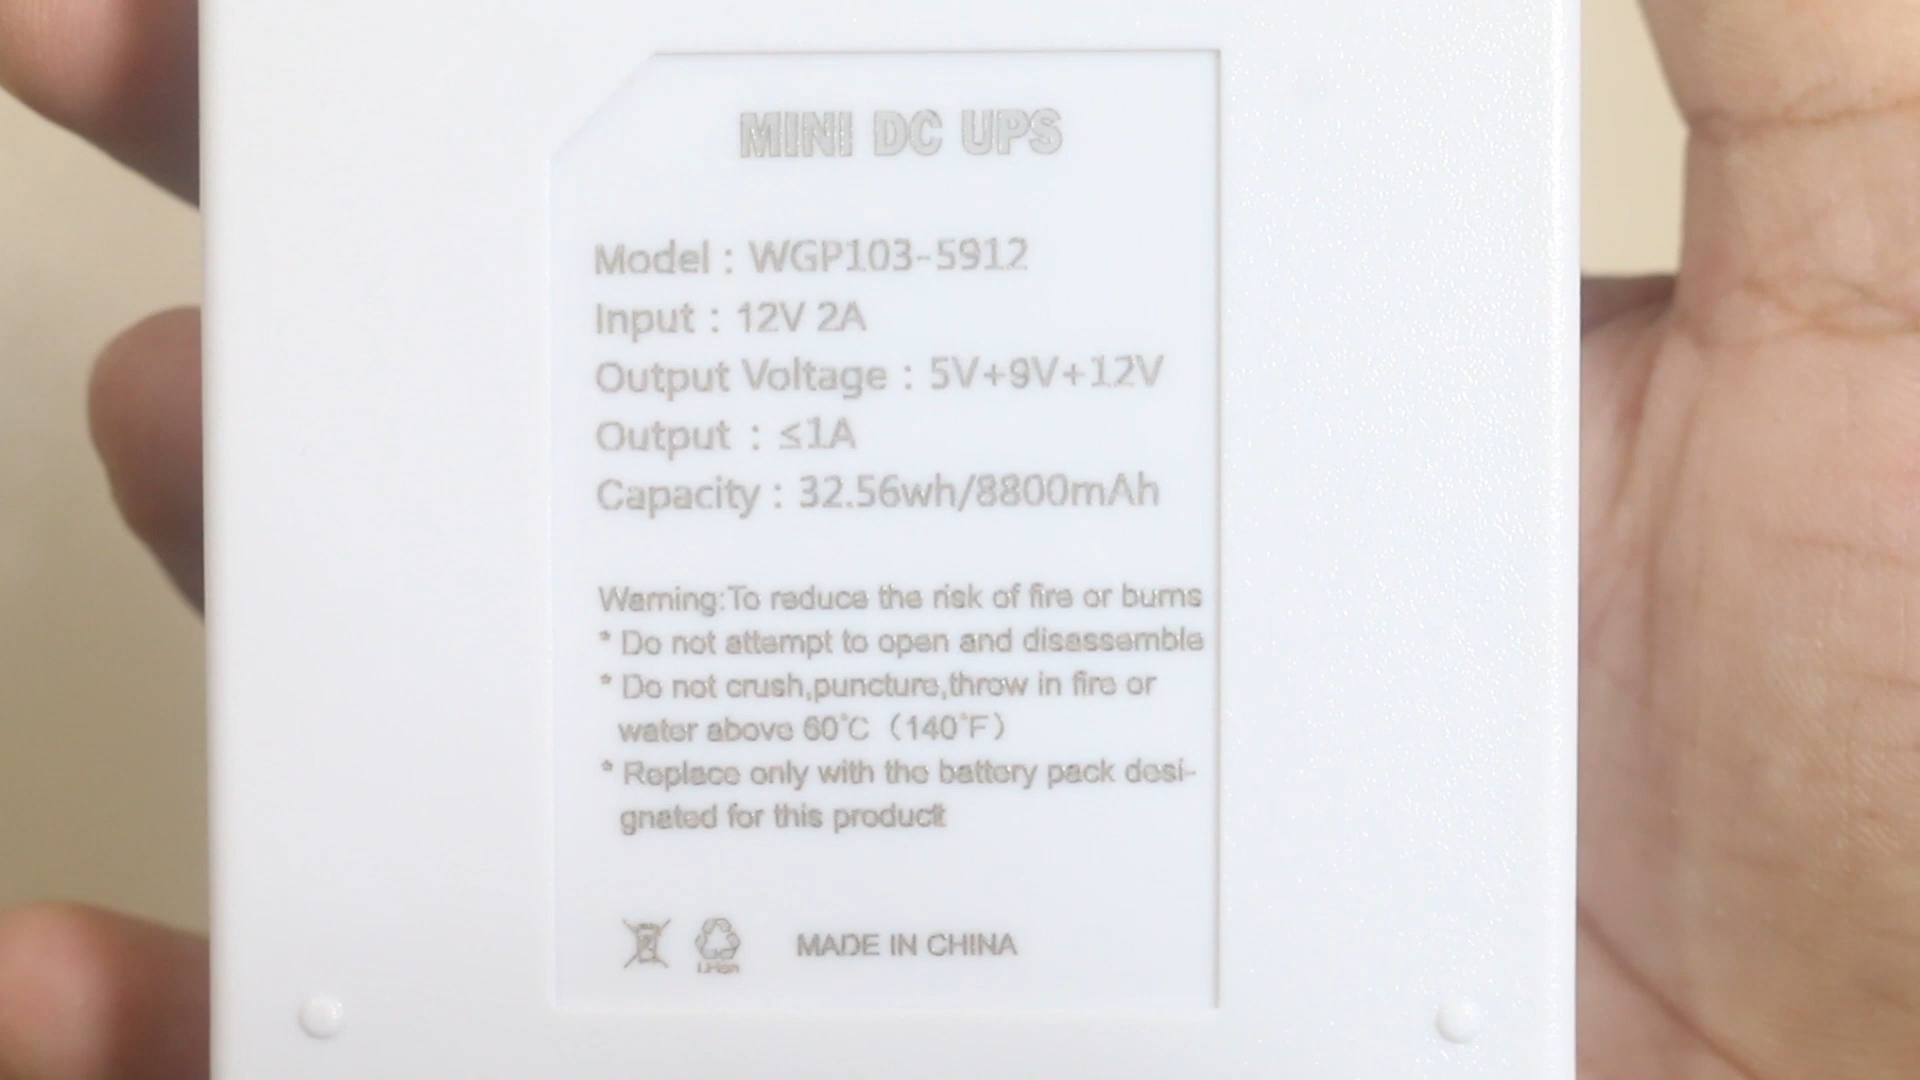 MINI DC UPS
Model : WGP103-5912
Input : 12V 2A
Output Voltage : 5V+9V+12V
Output : ≤1A
Capacity : 32.56wh/8800mAh
Warning:To reduce the risk of fire or burns
* Do not attempt to open and disassemble
* Do not crush,puncture,throw in fire or
water above 60°C (140°F)
* Replace only with the battery pack desi-
gnated for this product
Li-ion
MADE IN CHINA